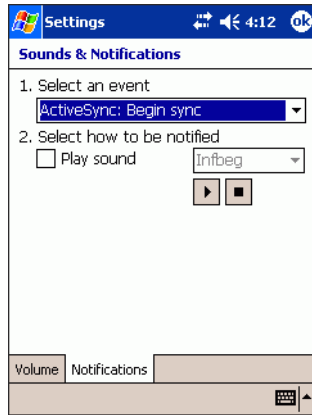 Settings 4:12 ok
Sounds & Notifications
1. Select an event
ActiveSync: Begin sync
2. Select how to be notified
Play sound Infbeg
Volume Notifications